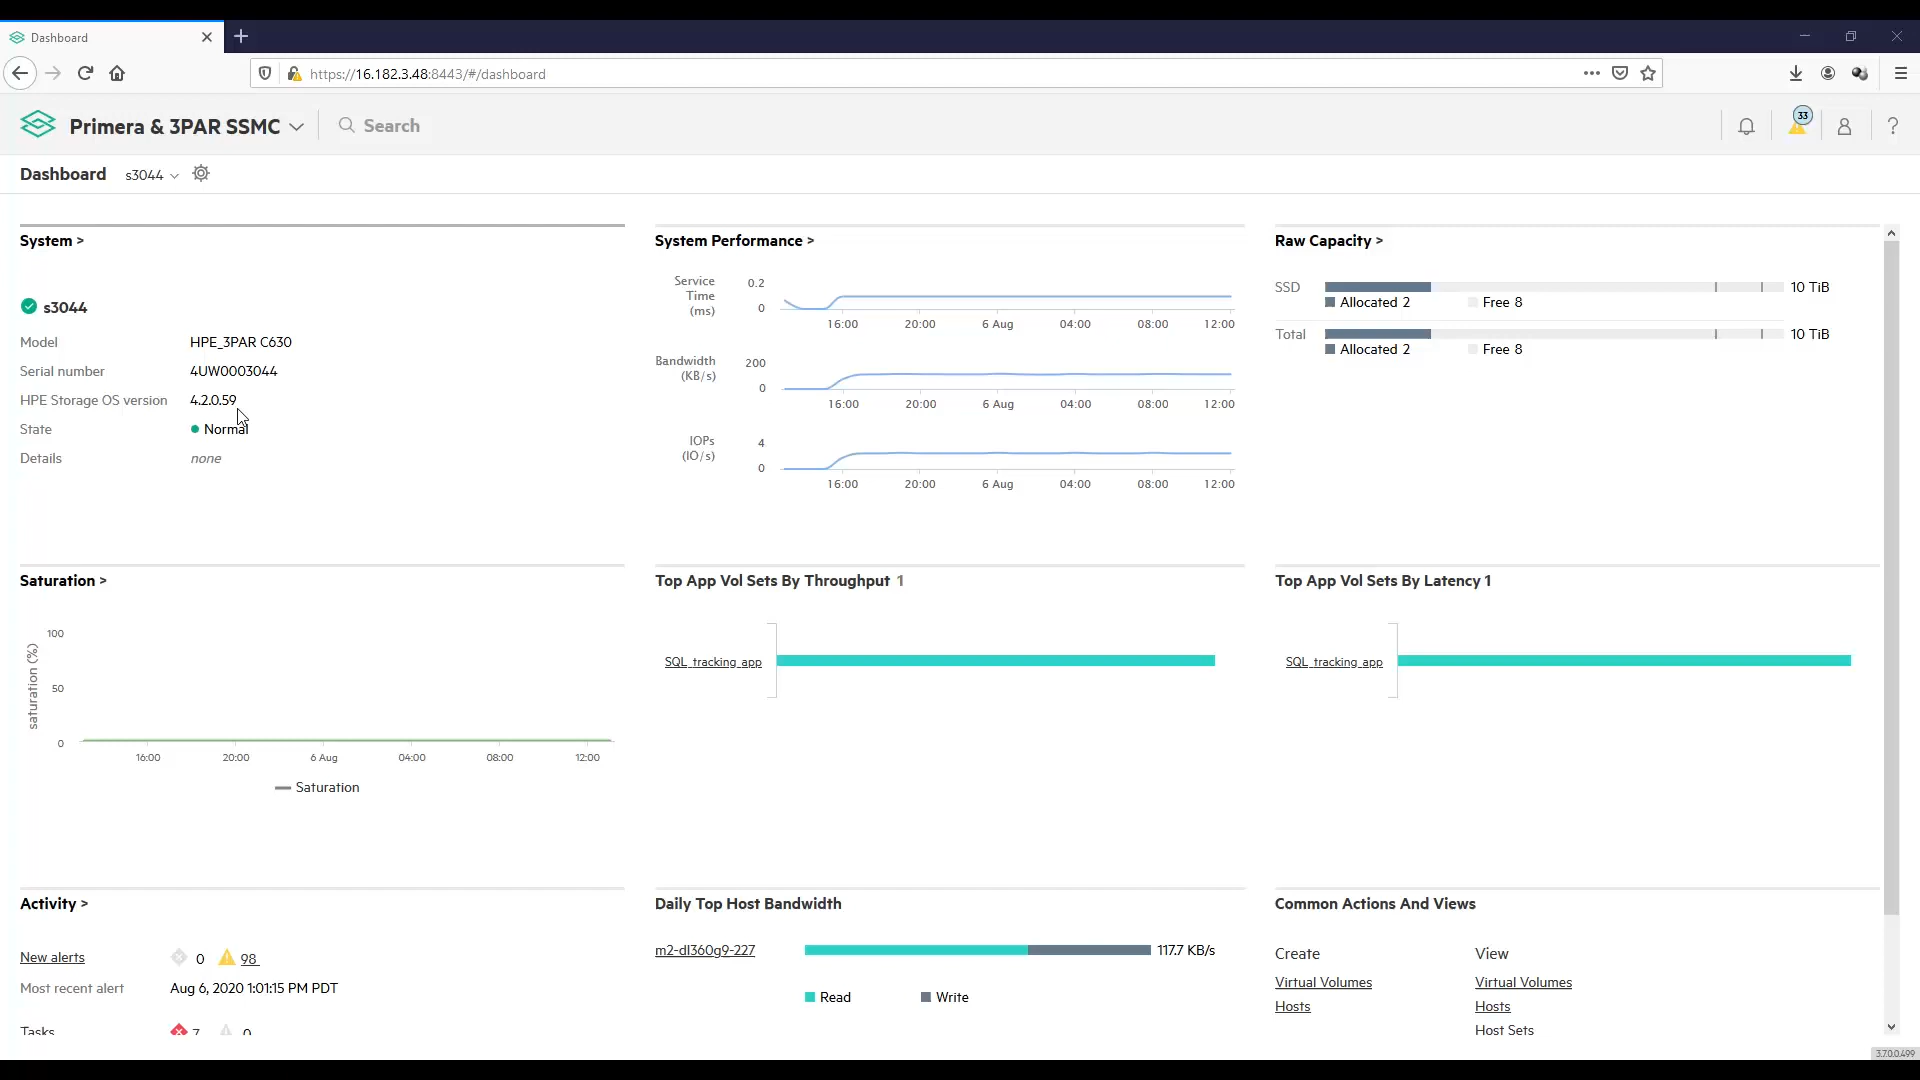 Dashboard
https://16.182.3.48:8443/#/dashboard
Primera & 3PAR SSMC
Search
33
?
Dashboard s3044
System >
s3044
Model HPE_3PAR C630
Serial number 4UW0003044
HPE Storage OS version 4.2.0.59
State Normal
Details none
System Performance >
Service Time (ms)
0.2
0
16:00 20:00 6 Aug 04:00 08:00 12:00
Bandwidth (KB/s)
200
0
16:00 20:00 6 Aug 04:00 08:00 12:00
IOPs (IO/s)
4
0
16:00 20:00 6 Aug 04:00 08:00 12:00
Raw Capacity >
SSD 10 TiB
Allocated 2 Free 8
Total 10 TiB
Allocated 2 Free 8
Saturation >
saturation (%)
100
50
0
16:00 20:00 6 Aug 04:00 08:00 12:00
Saturation
Top App Vol Sets By Throughput 1
SQL_tracking_app
Top App Vol Sets By Latency 1
SQL_tracking_app
Activity >
New alerts 0 98
Most recent alert Aug 6, 2020 1:01:15 PM PDT
Tasks 7 0
Daily Top Host Bandwidth
m2-dl360g9-227 117.7 KB/s
Read Write
Common Actions And Views
Create View
Virtual Volumes Virtual Volumes
Hosts Hosts
Host Sets
3.7.0.0.499